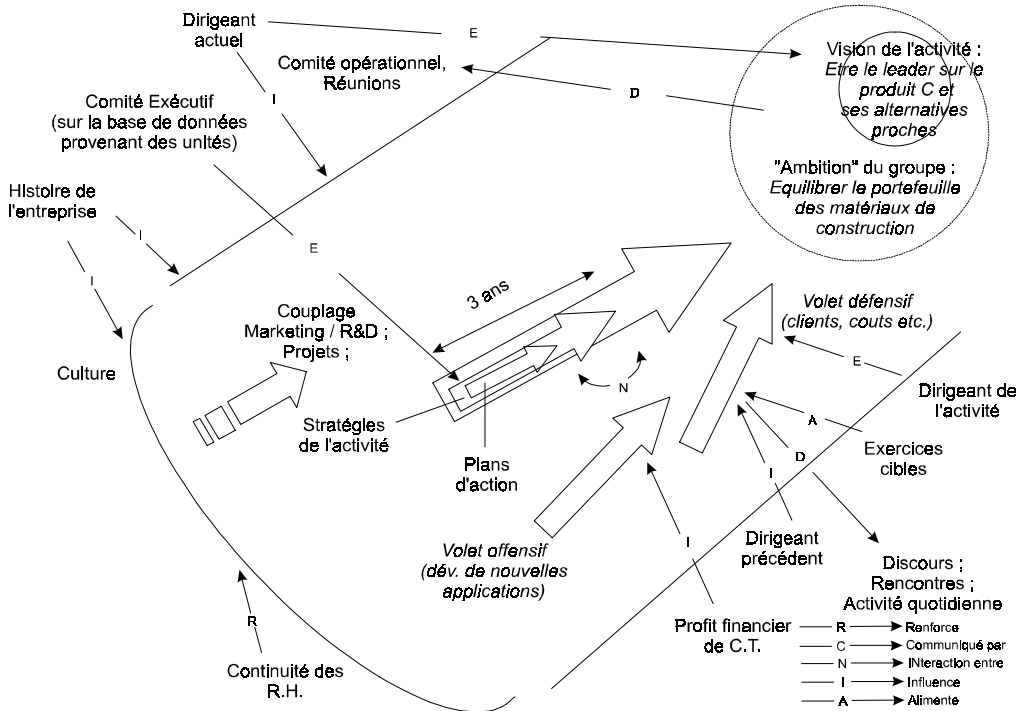 Dirigeant
actuel
E
Comité opérationnel,
Réunions
D
Vision de l'activité :
Etre le leader sur le
produit C et
ses alternatives
proches
I
Comité Exécutif
(sur la base de données
provenant des unités)
"Ambition" du groupe :
Equilibrer le portefeuille
des matériaux de
construction
HIstoire de
l'entreprise
I
I
E
3 ans
Couplage
Marketing / R&D ;
Projets ;
Volet défensif
(clients, couts etc.)
E
Culture
N
Dirigeant de
l'activité
Stratégles
de l'activité
A
Exercices
cibles
D
Plans
d'action
I
Volet offensif
(dév. de nouvelles
applications)
I
Dirigeant
précédent
Discours ;
Rencontres ;
Activité quotidienne
R
Continuité des
R.H.
Profit financier
de C.T.
R Renforce
C Communiqué par
N INteraction entre
I Influence
A Alimente